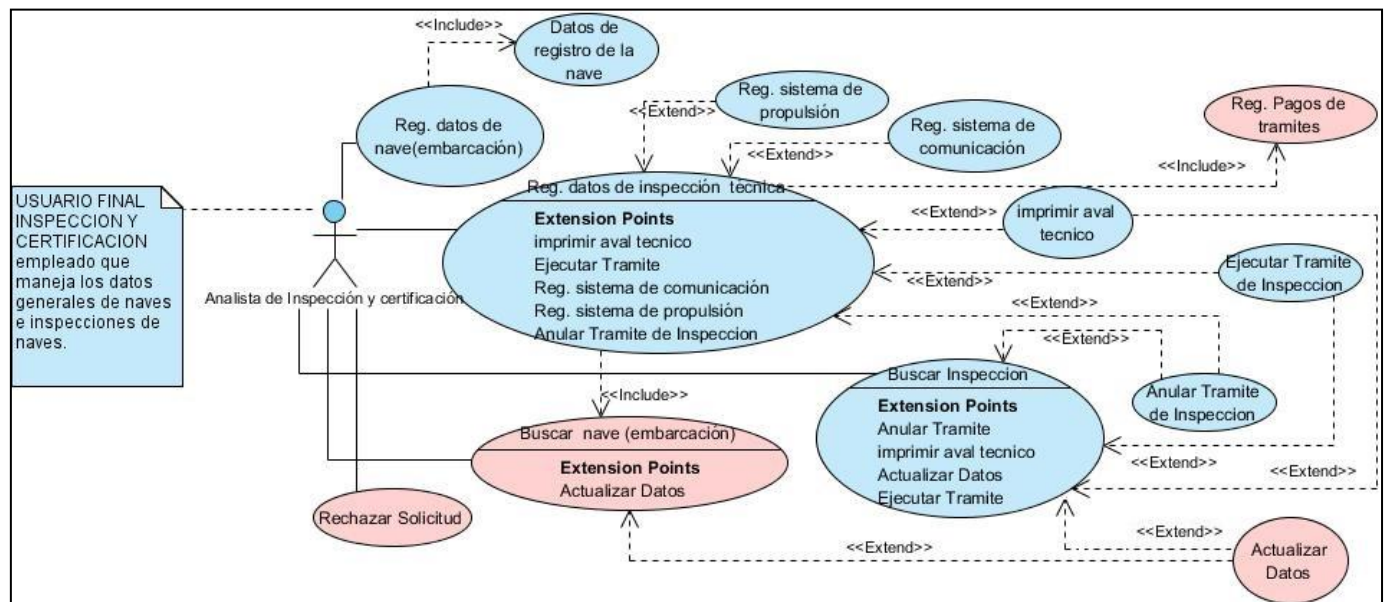 <<Include>>
Datos de
registro de la
nave
Reg. datos de
nave(embarcación)
Reg. sistema de
propulsión
<<Extend>>
Reg. sistema de
comunicación
<<Extend>>
Reg. Pagos de
tramites
<<Include>>
USUARIO FINAL
INSPECCION Y
CERTIFICACION
empleado que
maneja los datos
generales de naves
e inspecciones de
naves.
Analista de Inspección y certificación
Reg. datos de inspección tecnica
Extension Points
imprimir aval tecnico
Ejecutar Tramite
Reg. sistema de comunicación
Reg. sistema de propulsión
Anular Tramite de Inspeccion
<<Extend>>
imprimir aval
tecnico
<<Extend>>
Ejecutar Tramite
de Inspeccion
<<Extend>>
<<Extend>>
Anular Tramite
de Inspeccion
Buscar Inspeccion
Extension Points
Anular Tramite
imprimir aval tecnico
Actualizar Datos
Ejecutar Tramite
<<Include>>
Buscar nave (embarcación)
Extension Points
Actualizar Datos
<<Extend>>
<<Extend>>
Rechazar Solicitud
<<Extend>>
<<Extend>>
Actualizar
Datos